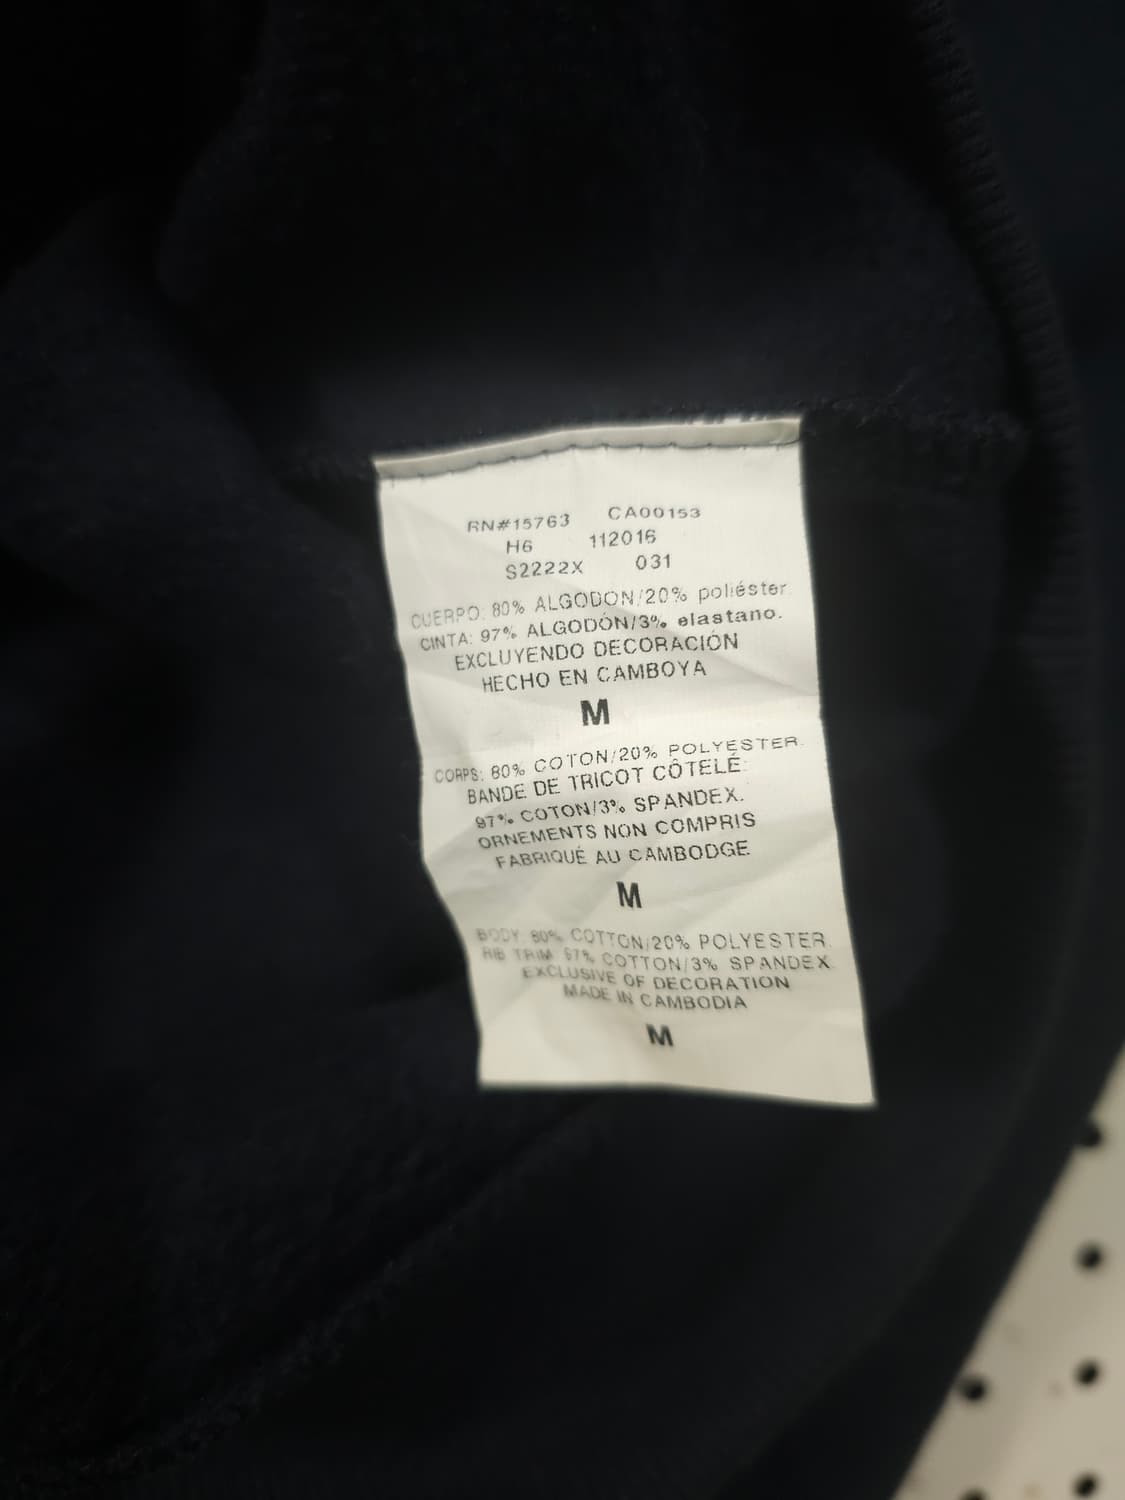 RN#15763 CA00153
H6 112016
S2222X 031
CUERPO: 80% ALGODON/20% poliéster.
CINTA: 97% ALGODÓN/3% elastano.
EXCLUYENDO DECORACIÓN
HECHO EN CAMBOYA
M
CORPS: 80% COTON/20% POLYESTER.
BANDE DE TRICOT CÔTELÉ:
97% COTON/3% SPANDEX.
ORNEMENTS NON COMPRIS
FABRIQUÉ AU CAMBODGE
M
BODY: 80% COTTON/20% POLYESTER.
RIB TRIM: 97% COTTON/3% SPANDEX
EXCLUSIVE OF DECORATION
MADE IN CAMBODIA
M